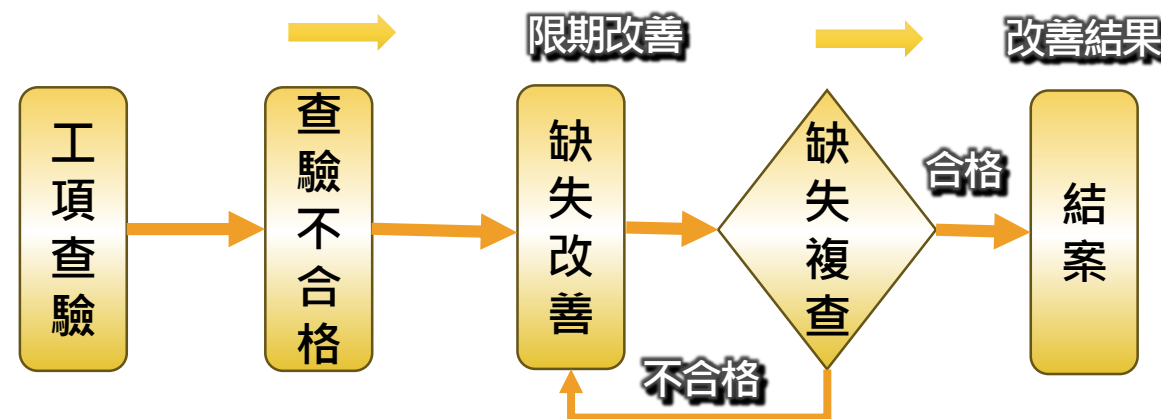 限期改善
改善結果
工項查驗
查驗不合格
缺失改善
缺失複查
合格
結案
不合格